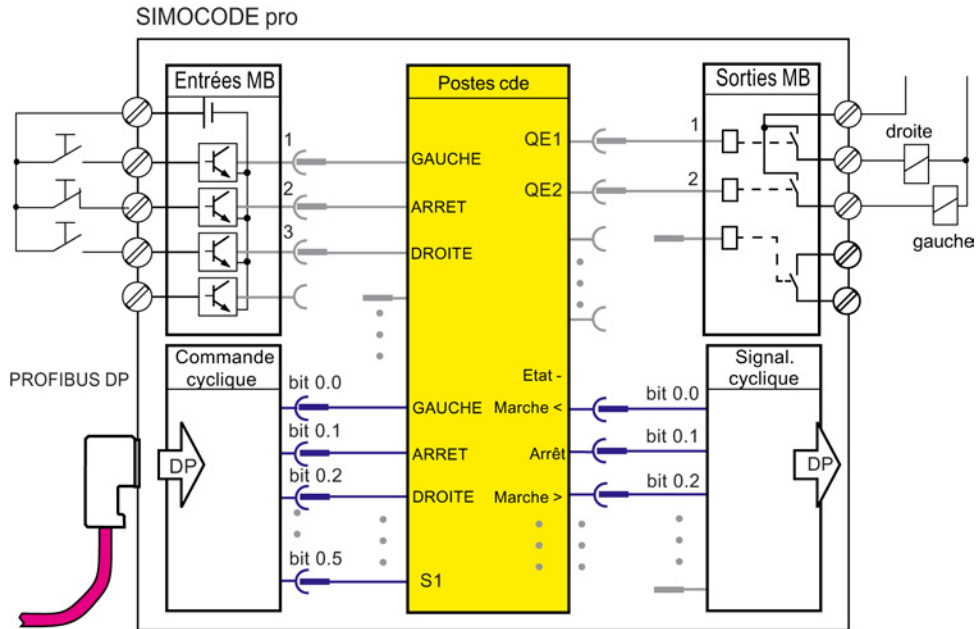 SIMOCODE pro
Entrées MB
Postes cde
Sorties MB
1
GAUCHE
2
ARRET
3
DROITE
QE1
1
QE2
2
droite
gauche
PROFIBUS DP
Commande
cyclique
DP
bit 0.0
GAUCHE
bit 0.1
ARRET
bit 0.2
DROITE
bit 0.5
S1
Etat -
Marche <
bit 0.0
Arrêt
bit 0.1
Marche >
bit 0.2
Signal.
cyclique
DP